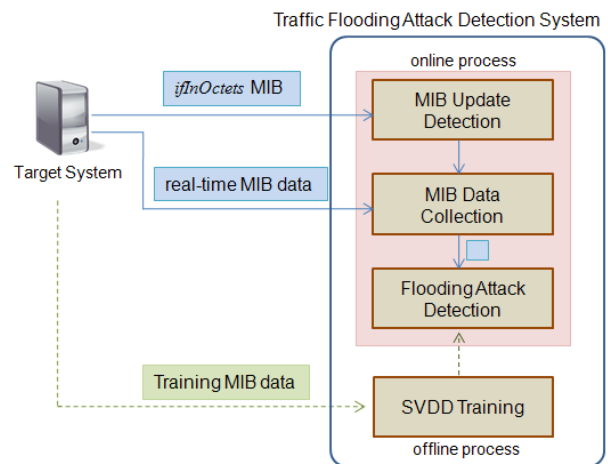 Traffic Flooding Attack Detection System
online process
ifInOctets MIB
MIB Update
Detection
Target System
real-time MIB data
MIB Data
Collection
Flooding Attack
Detection
Training MIB data
SVDD Training
offline process